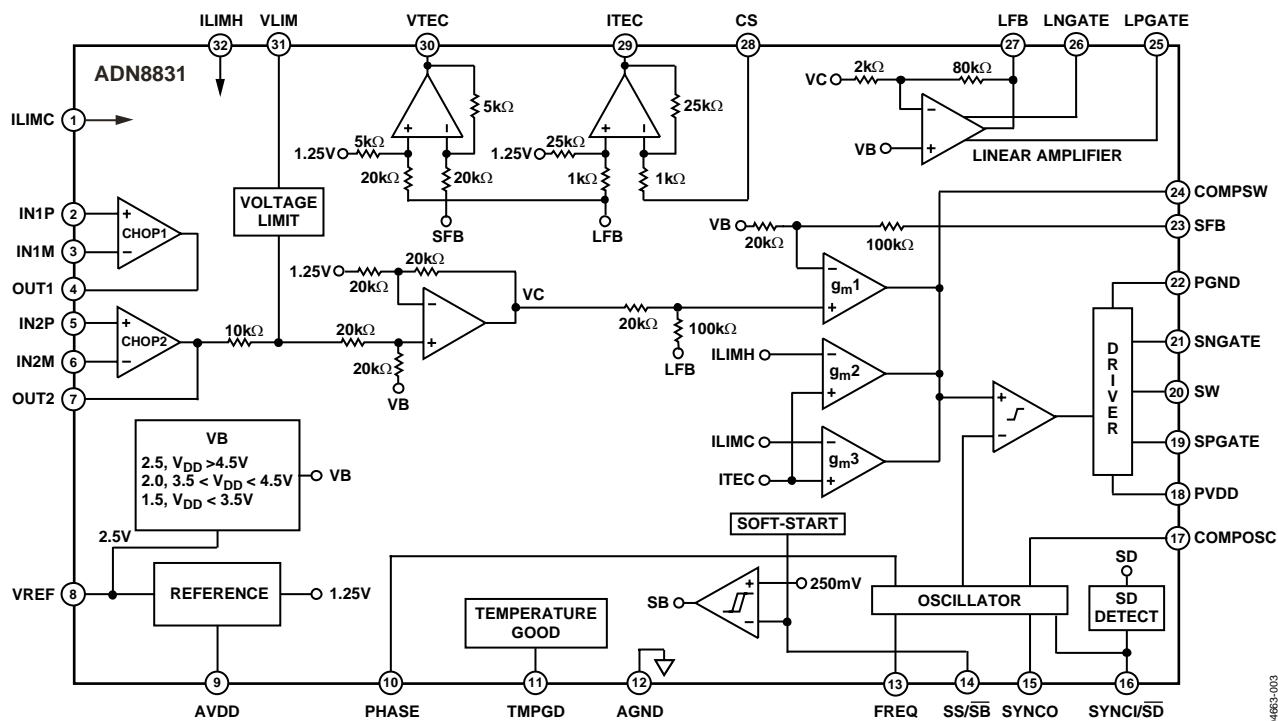 ILIMH
VLIM
VTEC
ITEC
CS
LFB
LNGATE
LPGATE
32
31
30
29
28
27
26
25
ADN8831
ILIMC 1
5kΩ
25kΩ
2kΩ
80kΩ
VC
VB
LINEAR AMPLIFIER
+ –
+ –
–
+
1.25V
5kΩ
20kΩ
20kΩ
SFB
1.25V
25kΩ
1kΩ
1kΩ
LFB
VOLTAGE
LIMIT
IN1P 2
IN1M 3
OUT1 4
+
–
CHOP1
IN2P 5
IN2M 6
OUT2 7
+
–
CHOP2
10kΩ
20kΩ
20kΩ
VB
1.25V
20kΩ
20kΩ
–
+
VC
20kΩ
100kΩ
LFB
VB
20kΩ
100kΩ
–
+
gm1
ILIMH
–
+
gm2
ILIMC
ITEC
–
+
gm3
+
–
DRIVER
24 COMPSW
23 SFB
22 PGND
21 SNGATE
20 SW
19 SPGATE
18 PVDD
17 COMPOSC
VB
2.5, VDD >4.5V
2.0, 3.5 < VDD < 4.5V
1.5, VDD < 3.5V
VB
2.5V
VREF 8
REFERENCE
1.25V
TEMPERATURE
GOOD
SOFT-START
SB
+
–
250mV
OSCILLATOR
SD
SD
DETECT
9
10
11
12
13
14
15
16
AVDD
PHASE
TMPGD
AGND
FREQ
SS/SB
SYNCO
SYNCI/SD
04663-003